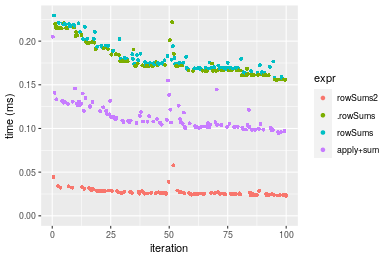 0.20
0.15
0.10
0.05
0.00
time (ms)
0
25
50
75
100
iteration
expr
rowSums2
.rowSums
rowSums
apply+sum